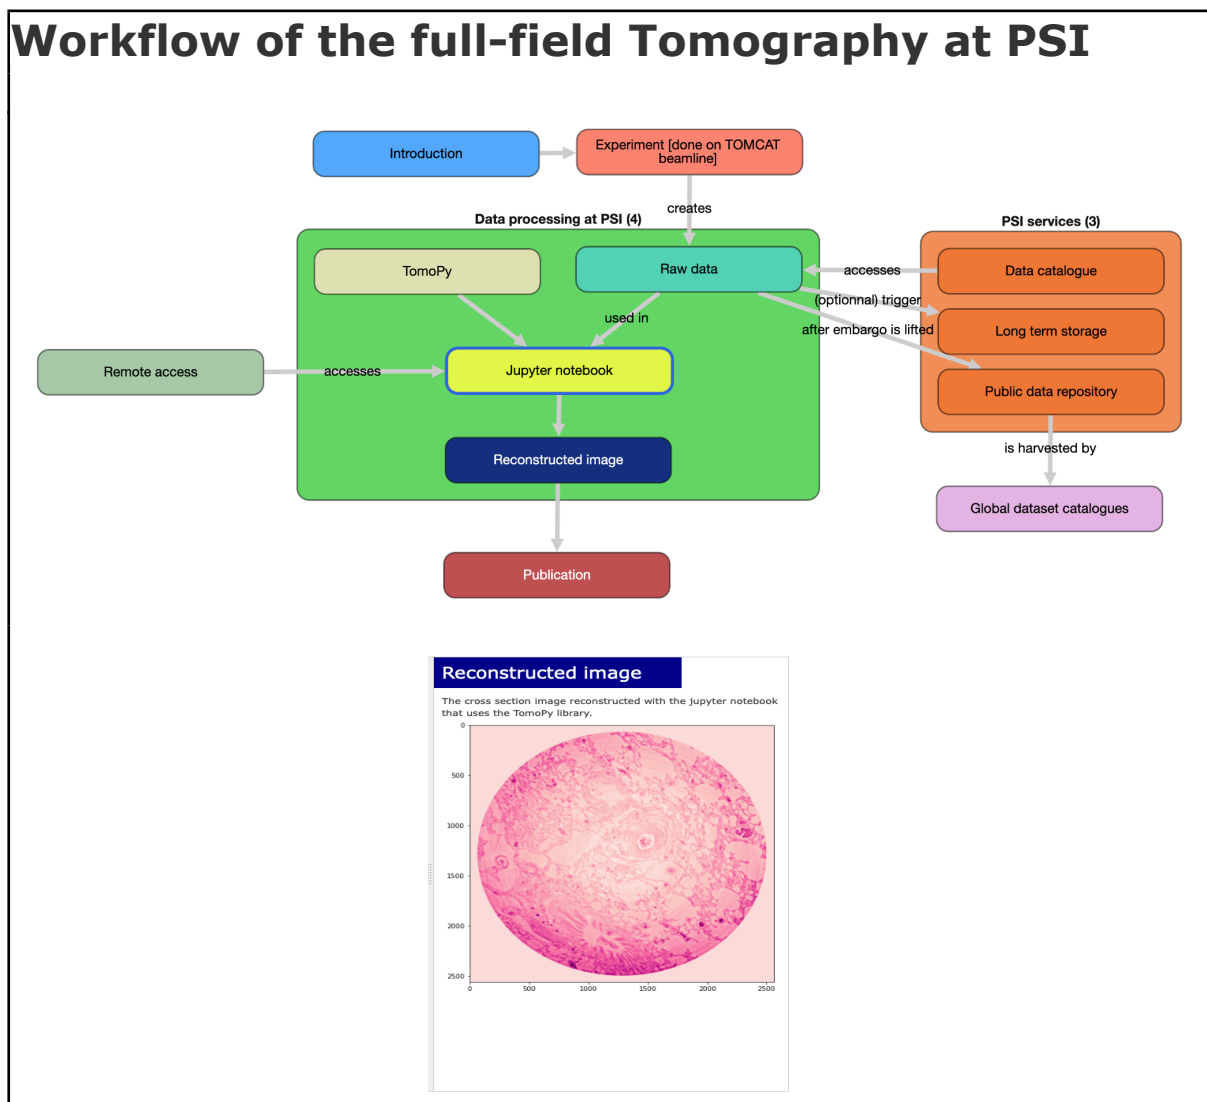 Workflow of the full-field Tomography at PSI
Introduction
Experiment [done on TOMCAT
beamline]
creates
Data processing at PSI (4)
PSI services (3)
TomoPy
Raw data
accesses
Data catalogue
(optionnal) trigger
used in
after embargo is lifted
Long term storage
Remote access
accesses
Jupyter notebook
Public data repository
is harvested by
Reconstructed image
Global dataset catalogues
Publication
Reconstructed image
The cross section image reconstructed with the jupyter notebook
that uses the TomoPy library.
0
500
1000
1500
2000
2500
0 500 1000 1500 2000 2500